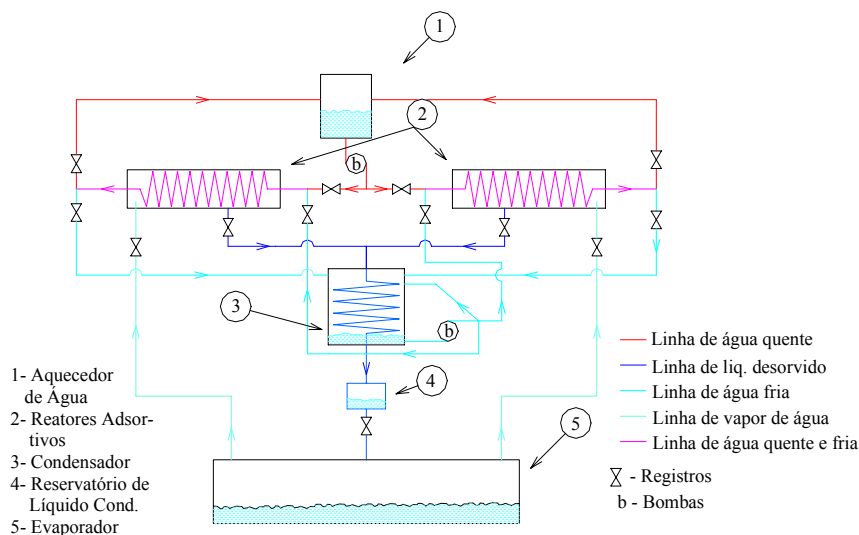 1
2
b
3
b
4
5
1- Aquecedor
de Água
2- Reatores Adsor-
tivos
3- Condensador
4- Reservatório de
Líquido Cond.
5- Evaporador
Linha de água quente
Linha de liq. desorvido
Linha de água fria
Linha de vapor de água
Linha de água quente e fria
- Registros
b - Bombas